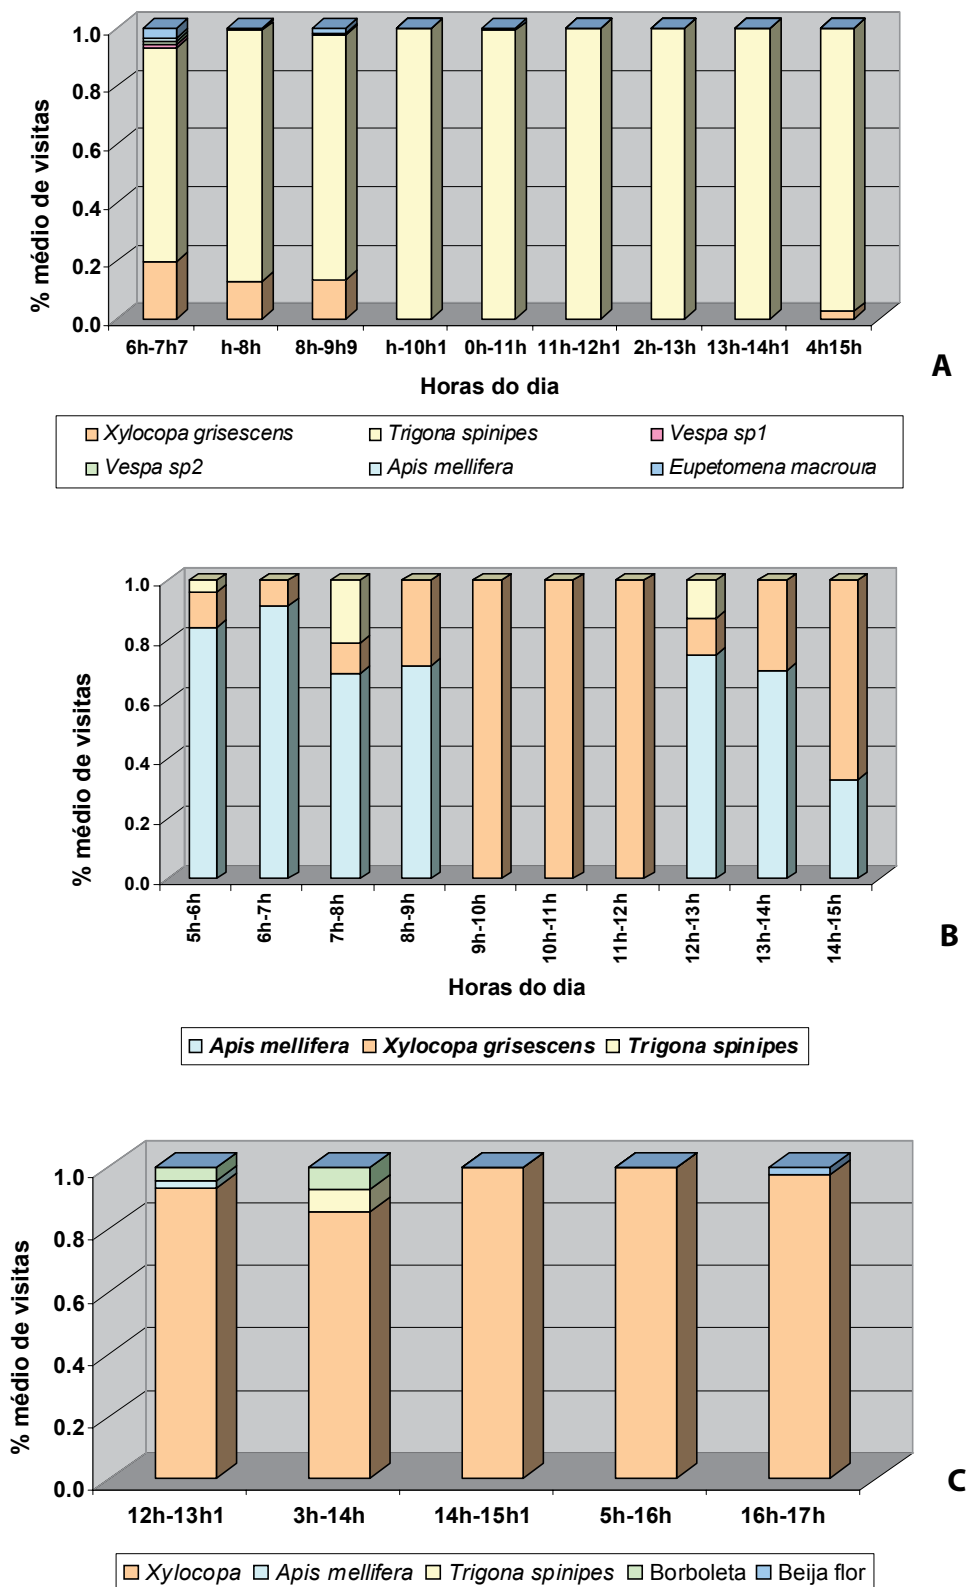 % médio de visitas
1.0
0.8
0.6
0.4
0.2
0.0
6h-7h7 h-8h 8h-9h9 h-10h1 0h-11h 11h-12h1 2h-13h 13h-14h1 4h15h
Horas do dia
A
Xylocopa grisescens Trigona spinipes Vespa sp1
Vespa sp2 Apis mellifera Eupetomena macroura
% médio de visitas
1.0
0.8
0.6
0.4
0.2
0.0
5h-6h 6h-7h 7h-8h 8h-9h 9h-10h 10h-11h 11h-12h 12h-13h 13h-14h 14h-15h
Horas do dia
B
Apis mellifera Xylocopa grisescens Trigona spinipes
% médio de visitas
1.0
0.8
0.6
0.4
0.2
0.0
12h-13h1 3h-14h 14h-15h1 5h-16h 16h-17h
C
Xylocopa Apis mellifera Trigona spinipes Borboleta Beija flor